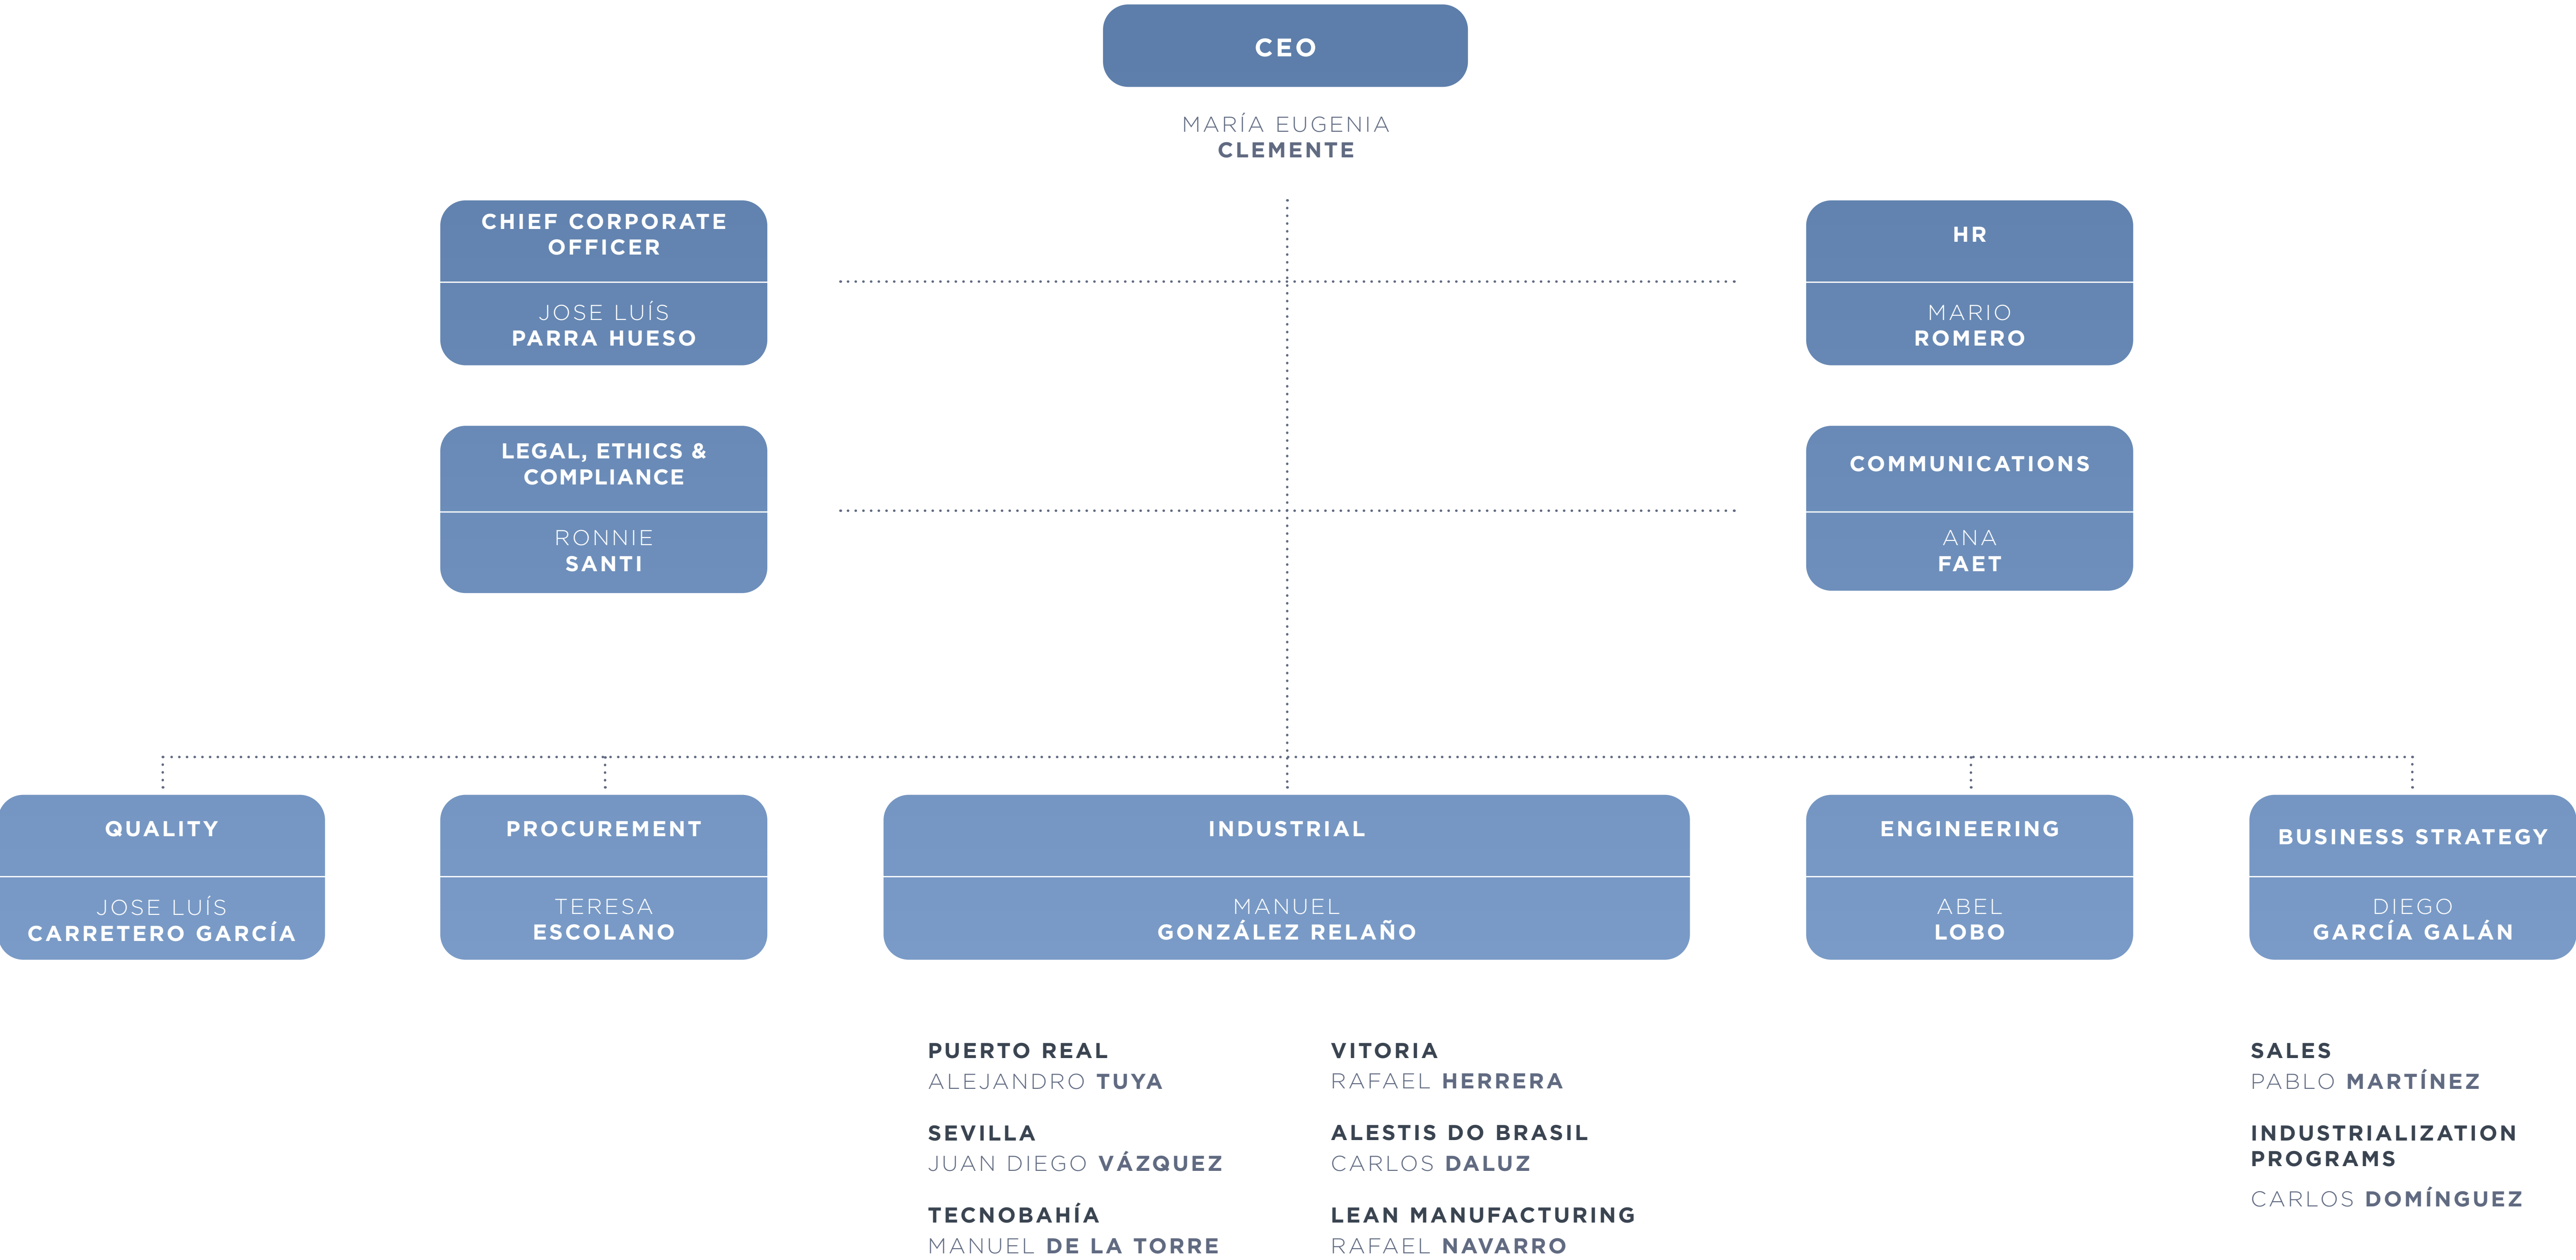 CEO
MARÍA EUGENIA
CLEMENTE
CHIEF CORPORATE
OFFICER
JOSE LUÍS
PARRA HUESO
HR
MARIO
ROMERO
LEGAL, ETHICS &
COMPLIANCE
RONNIE
SANTI
COMMUNICATIONS
ANA
FAET
QUALITY
JOSE LUÍS
CARRETERO GARCÍA
PROCUREMENT
TERESA
ESCOLANO
INDUSTRIAL
MANUEL
GONZÁLEZ RELAÑO
ENGINEERING
ABEL
LOBO
BUSINESS STRATEGY
DIEGO
GARCÍA GALÁN
PUERTO REAL
ALEJANDRO TUYA
SEVILLA
JUAN DIEGO VÁZQUEZ
TECNOBAHÍA
MANUEL DE LA TORRE
VITORIA
RAFAEL HERRERA
ALESTIS DO BRASIL
CARLOS DALUZ
LEAN MANUFACTURING
RAFAEL NAVARRO
SALES
PABLO MARTÍNEZ
INDUSTRIALIZATION
PROGRAMS
CARLOS DOMÍNGUEZ